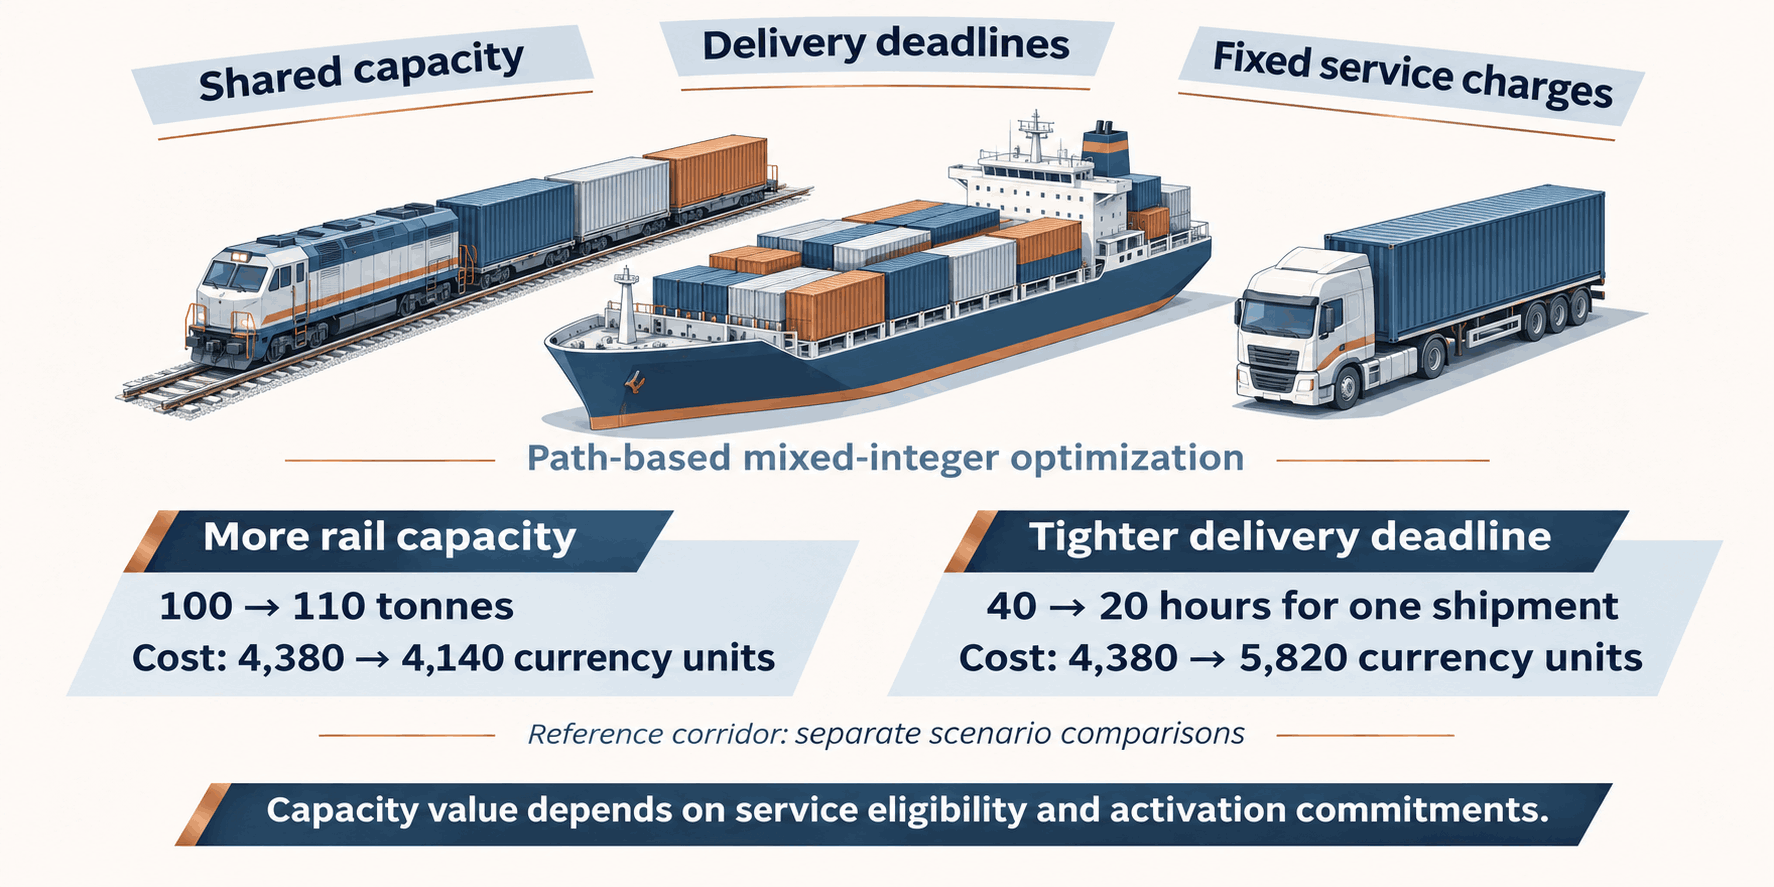 Shared capacity
Delivery deadlines
Fixed service charges
Path-based mixed-integer optimization
More rail capacity
100 → 110 tonnes
Cost: 4,380 → 4,140 currency units
Tighter delivery deadline
40 → 20 hours for one shipment
Cost: 4,380 → 5,820 currency units
Reference corridor: separate scenario comparisons
Capacity value depends on service eligibility and activation commitments.